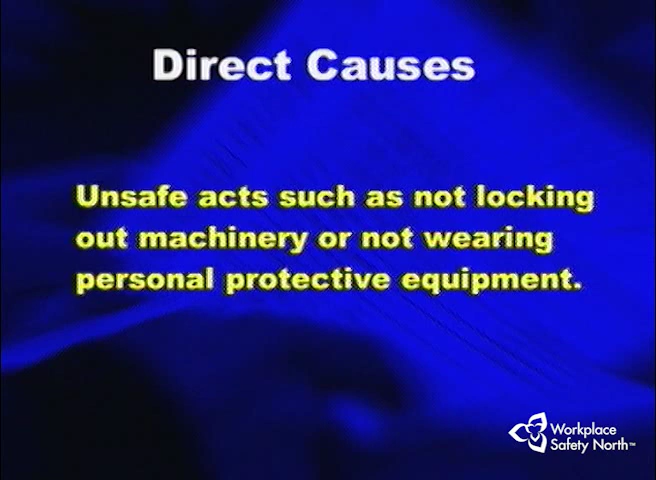 Direct Causes
Unsafe acts such as not locking
out machinery or not wearing
personal protective equipment.
Workplace
Safety North™